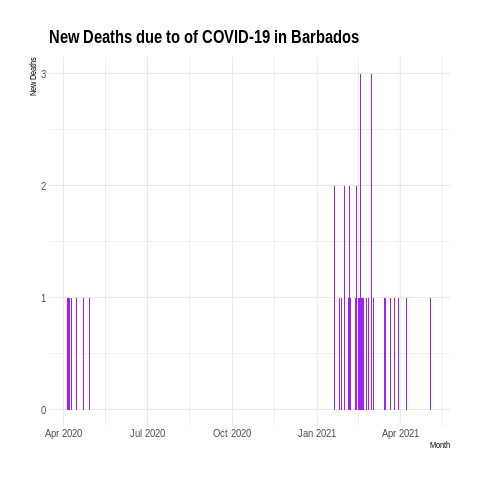 New Deaths due to of COVID-19 in Barbados
New Deaths
3
2
1
0
Apr 2020 Jul 2020 Oct 2020 Jan 2021 Apr 2021
Month